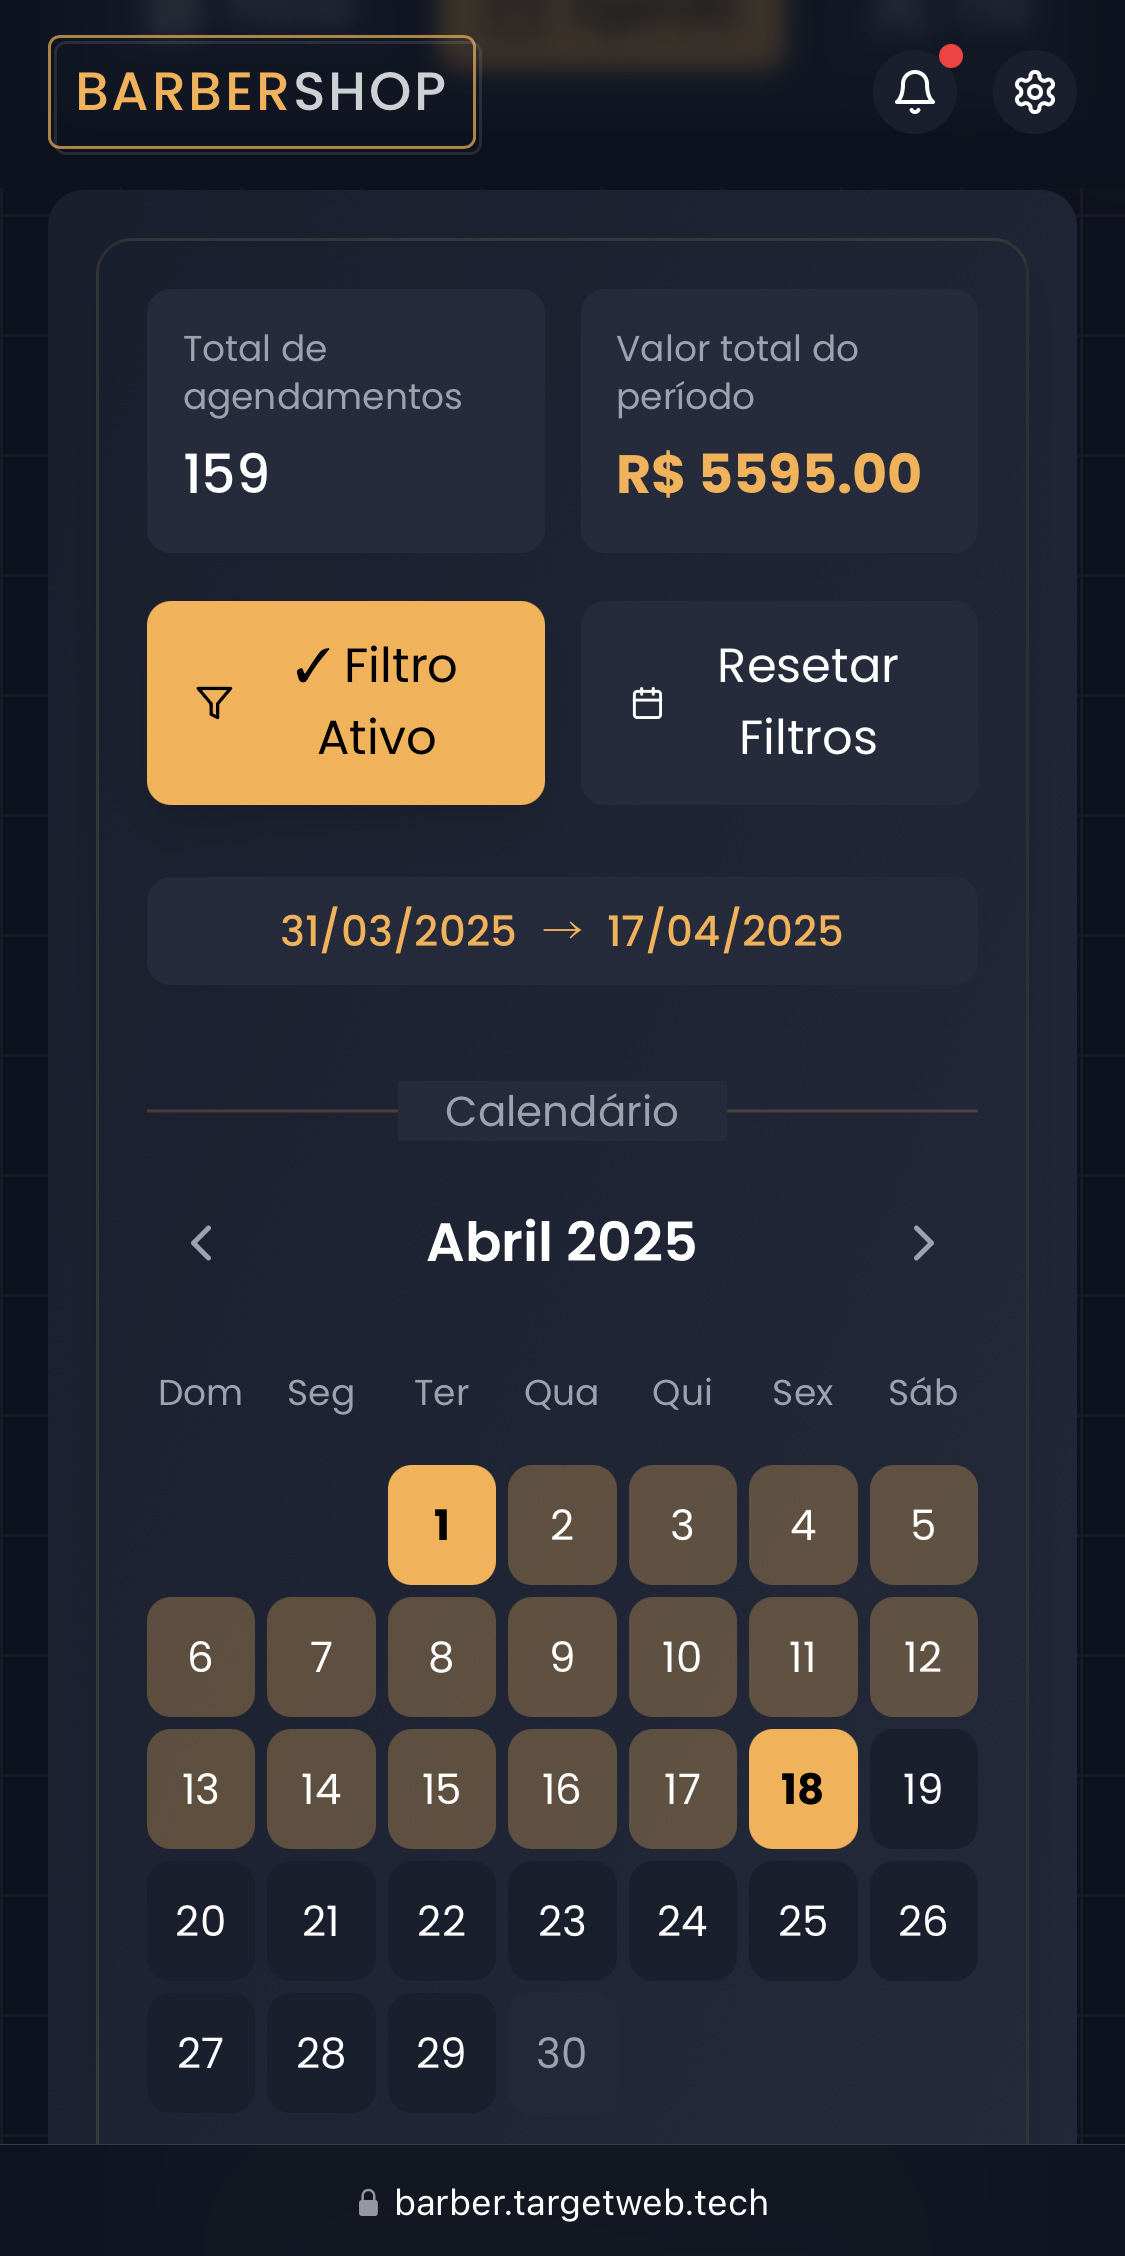 BARBERSHOP
Total de
agendamentos
159
Valor total do
período
R$ 5595.00
✓ Filtro
Ativo
Resetar
Filtros
31/03/2025 → 17/04/2025
Calendário
Abril 2025
Dom Seg Ter Qua Qui Sex Sáb
1 2 3 4 5
6 7 8 9 10 11 12
13 14 15 16 17 18 19
20 21 22 23 24 25 26
27 28 29 30
barber.targetweb.tech